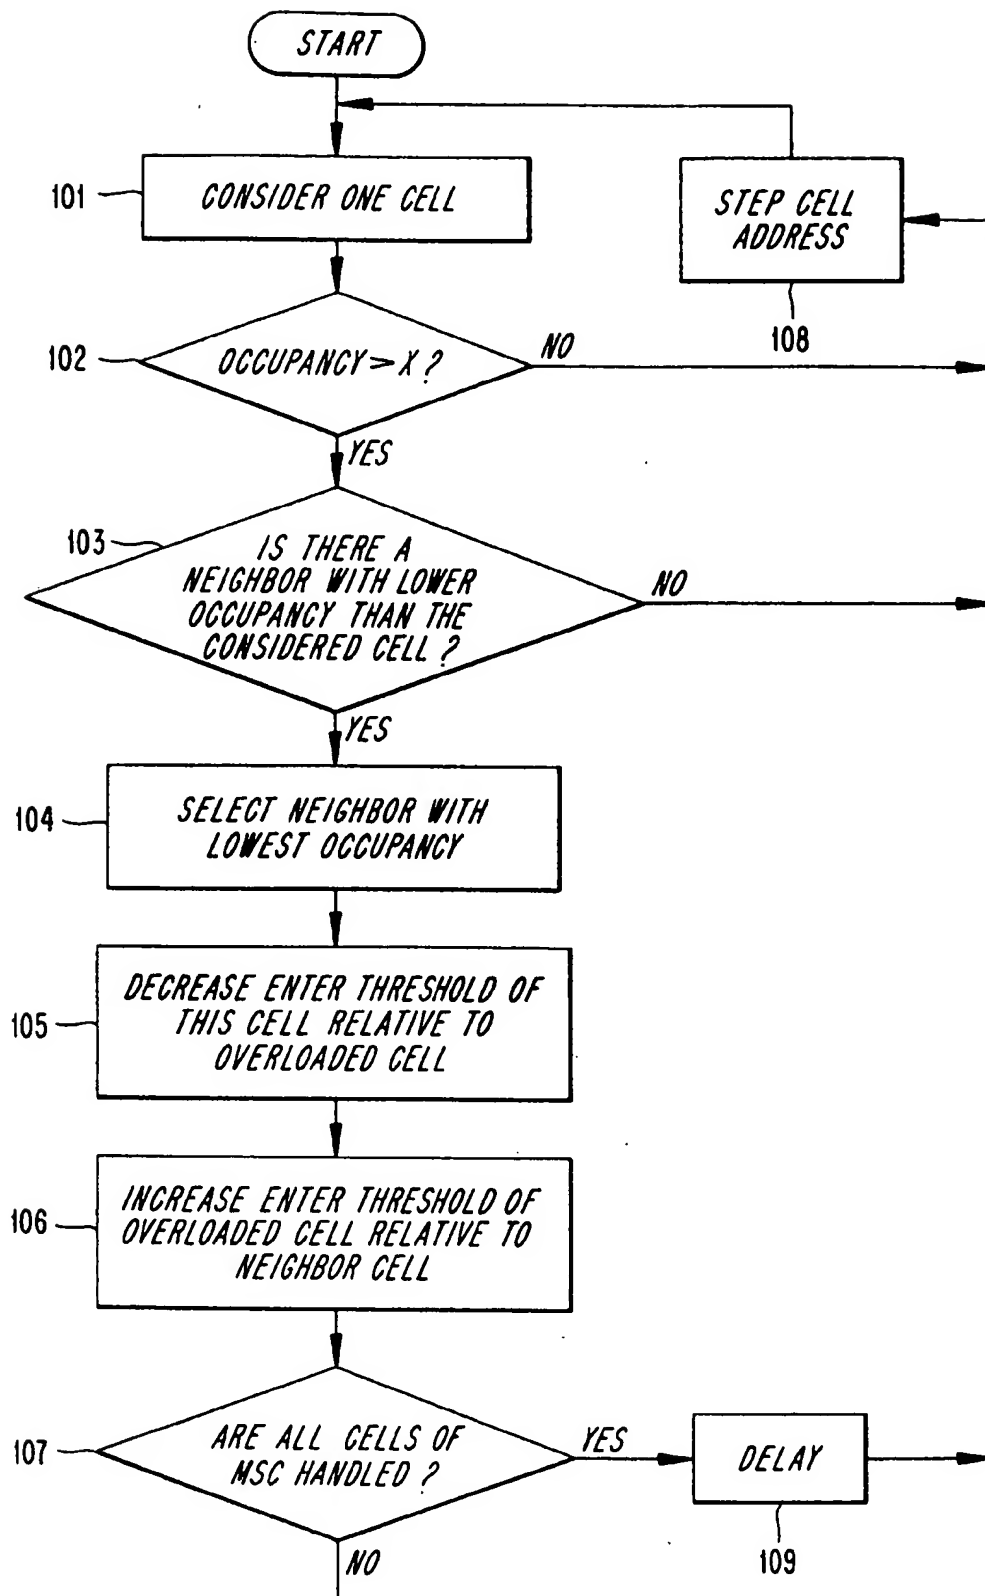 START
101
CONSIDER ONE CELL
STEP CELL
ADDRESS
108
102
OCCUPANCY > X ?
NO
YES
103
IS THERE A
NEIGHBOR WITH LOWER
OCCUPANCY THAN THE
CONSIDERED CELL ?
NO
YES
104
SELECT NEIGHBOR WITH
LOWEST OCCUPANCY
105
DECREASE ENTER THRESHOLD OF
THIS CELL RELATIVE TO
OVERLOADED CELL
106
INCREASE ENTER THRESHOLD OF
OVERLOADED CELL RELATIVE TO
NEIGHBOR CELL
107
ARE ALL CELLS OF
MSC HANDLED ?
YES
DELAY
109
NO